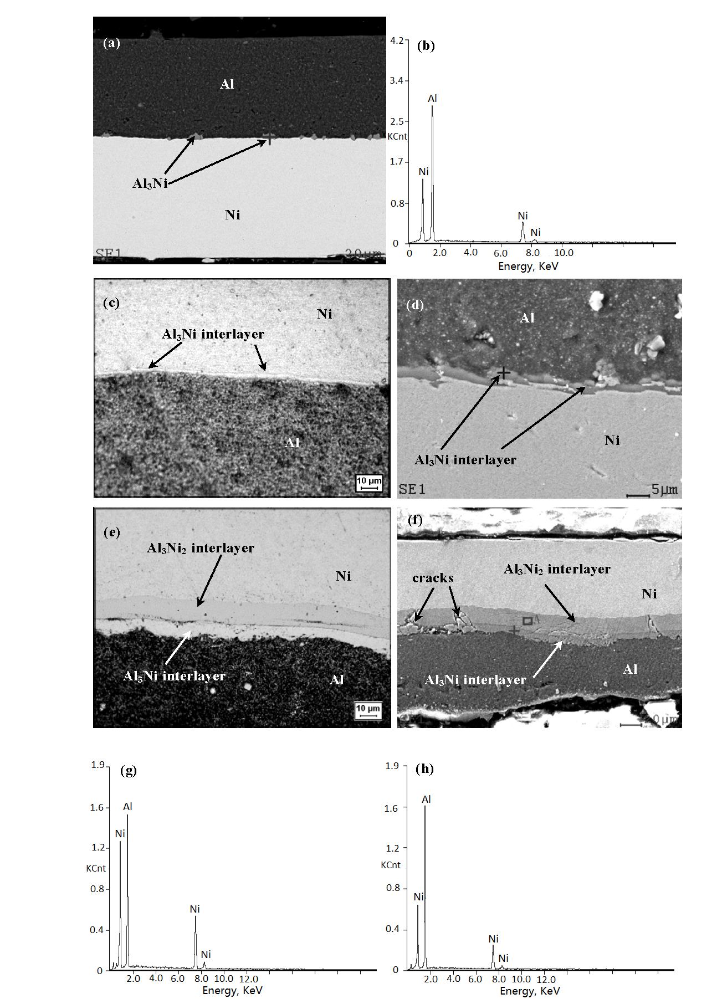 (a)
Al
Al₃Ni
Ni
SE1
20μm
(b)
4.2
3.4
2.5
KCnt
1.7
0.8
0
Al
Ni
Ni
Ni
0 2.0 4.0 6.0 8.0 10.0
Energy, KeV
(c)
Ni
Al₃Ni interlayer
Al
10 μm
(d)
Al
Al₃Ni interlayer
Ni
SE1
5μm
(e)
Al₃Ni₂ interlayer
Ni
Al₃Ni interlayer
Al
10 μm
(f)
Al₃Ni₂ interlayer
cracks
Ni
A
Al₃Ni interlayer
Al
(g)
1.9
1.6
1.2
KCnt
0.8
0.4
0
Al
Ni
Ni
Ni
2.0 4.0 6.0 8.0 10.0 12.0
Energy, KeV
(h)
1.9
1.6
1.2
KCnt
0.8
0.4
0
Al
Ni
Ni
Ni
2.0 4.0 6.0 8.0 10.0 12.0
Energy, KeV